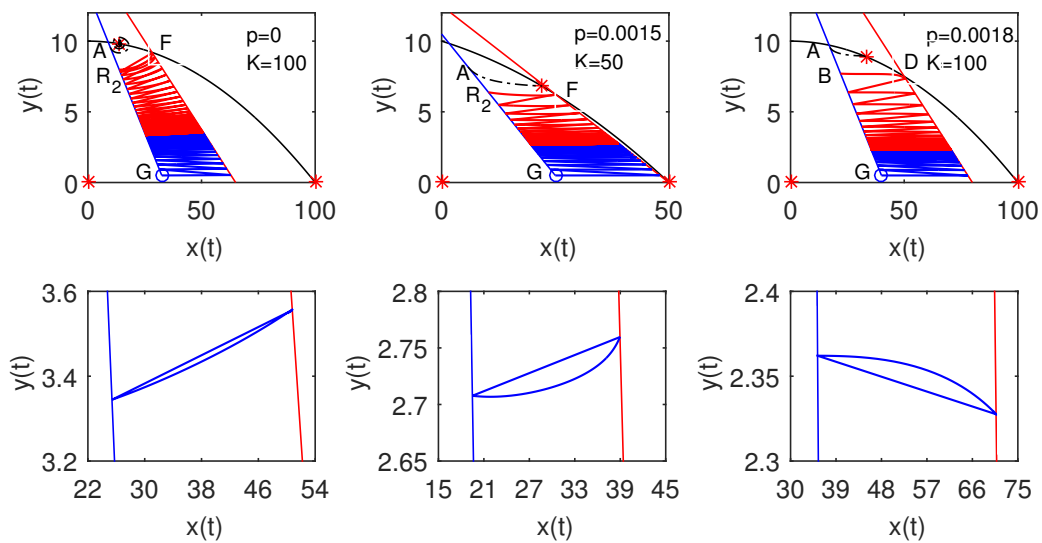 10
5
0
0
100
y(t)
x(t)
A
F
R2
G
p=0
K=100
10
5
0
0
50
y(t)
x(t)
A
F
R2
G
p=0.0015
K=50
10
5
0
0
50
100
y(t)
x(t)
A
B
D
G
p=0.0018
K=100
3.6
3.4
3.2
22
30
38
46
54
y(t)
x(t)
2.8
2.75
2.7
2.65
15
21
27
33
39
45
y(t)
x(t)
2.4
2.35
2.3
30
39
48
57
66
75
y(t)
x(t)